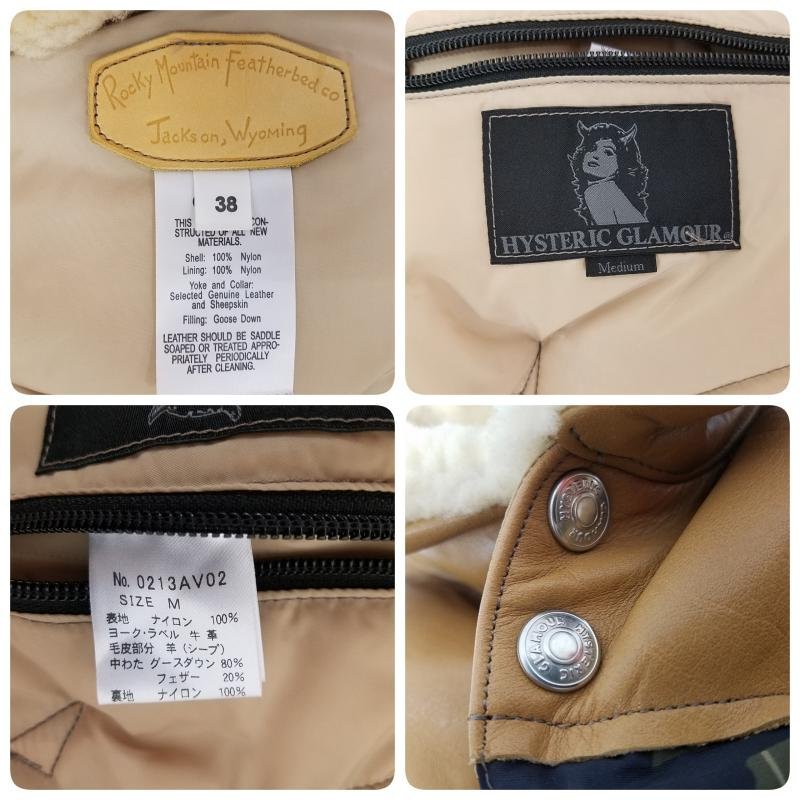 Rocky Mountain Featherbed co
Jackson, Wyoming
38
THIS CON-
STRUCTED OF ALL NEW
MATERIALS.
Shell: 100% Nylon
Lining: 100% Nylon
Yoke and Collar:
Selected Genuine Leather
and Sheepskin
Filling: Goose Down
LEATHER SHOULD BE SADDLE
SOAPED OR TREATED APPRO-
PRIATELY PERIODICALLY
AFTER CLEANING.
HYSTERIC GLAMOUR®
Medium
No. 0213AV02
SIZE M
表地 ナイロン 100%
ヨーク・ラベル 牛革
毛皮部分 羊(シープ)
中わた グースダウン 80%
フェザー 20%
裏地 ナイロン 100%
HYSTERIC GLAMOUR
HYSTERIC GLAMOUR